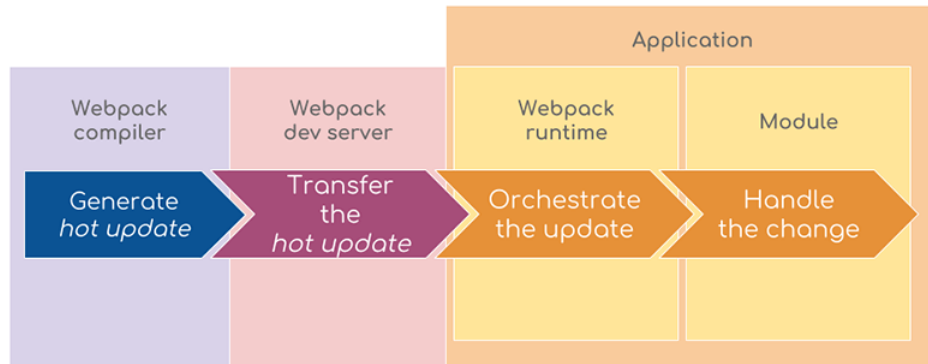 Application
Webpack
compiler
Webpack
dev server
Webpack
runtime
Module
Generate
hot update
Transfer
the
hot update
Orchestrate
the update
Handle
the change